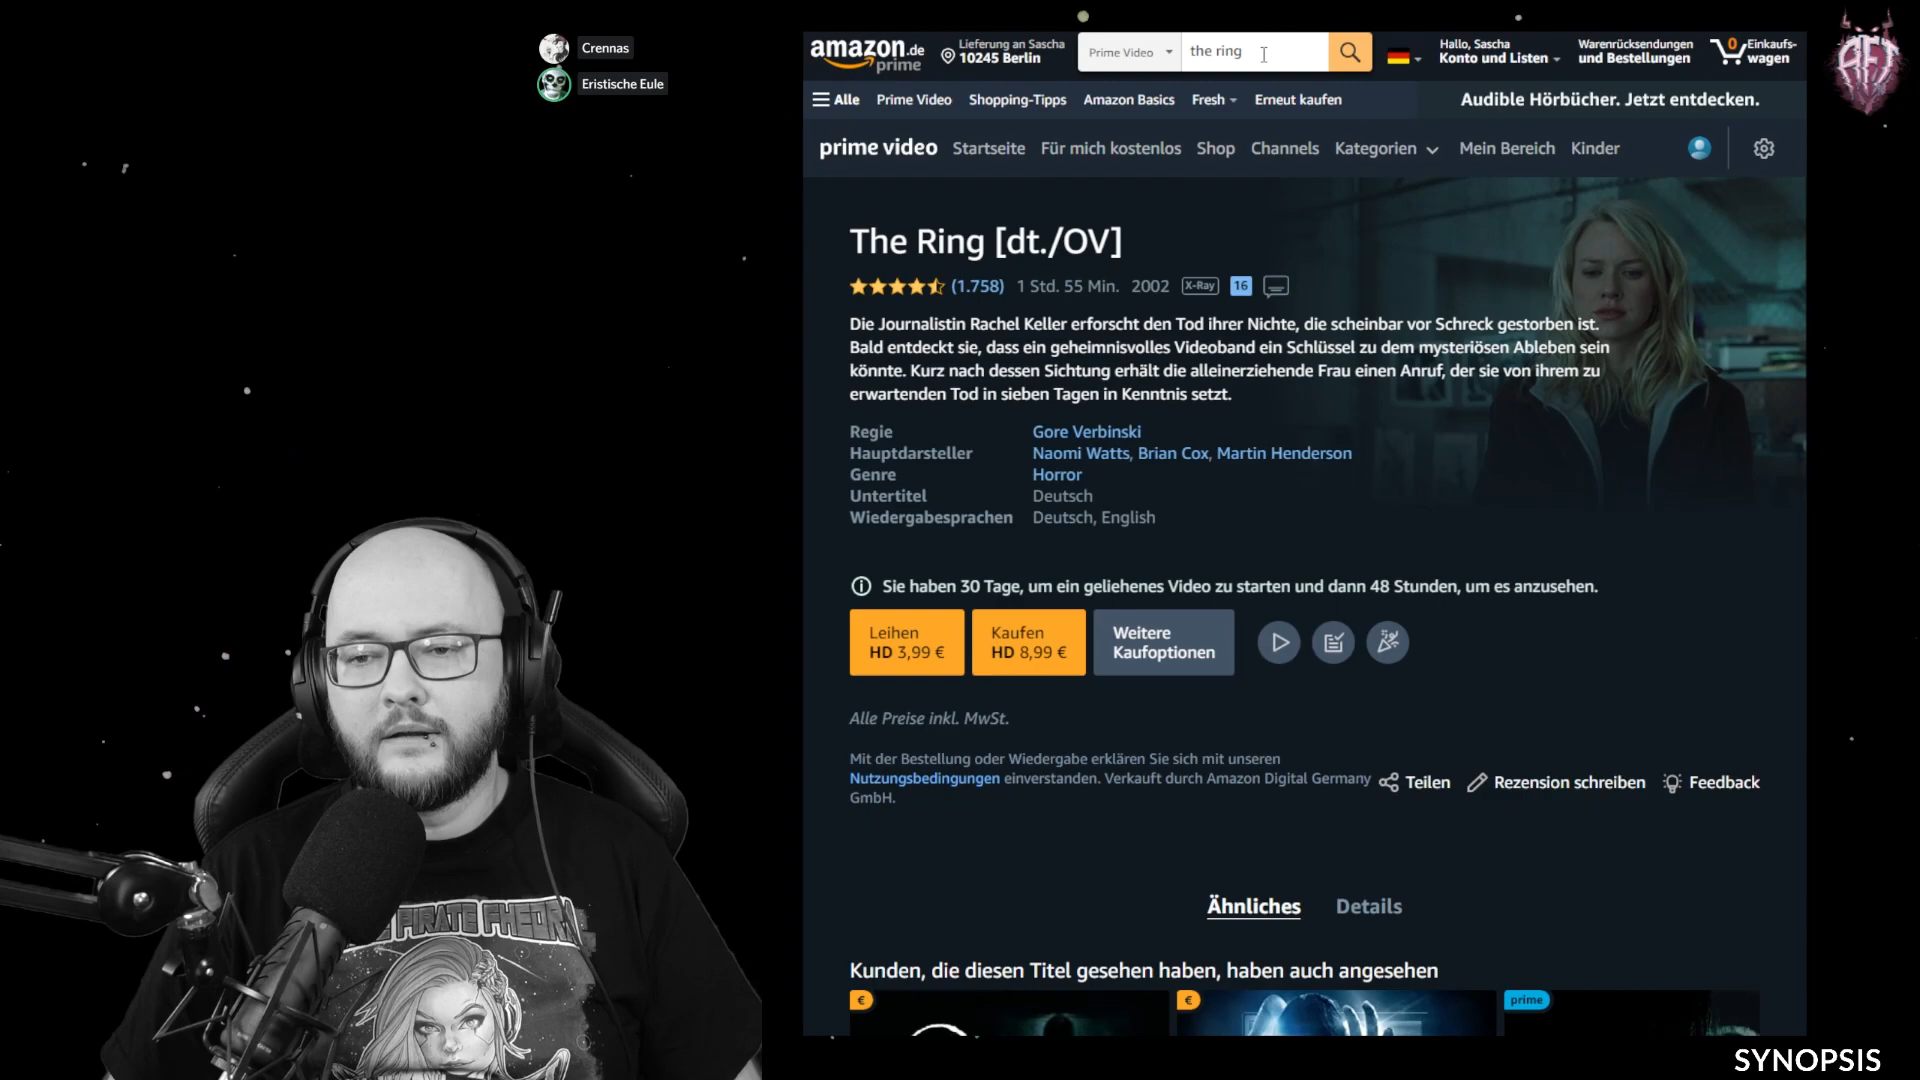 Crennas
Eristische Eule
amazon.de
prime
Lieferung an Sascha
10245 Berlin
Prime Video
the ring
Hallo, Sascha
Konto und Listen
Warenrücksendungen
und Bestellungen
0
Einkaufs-
wagen
Alle
Prime Video
Shopping-Tipps
Amazon Basics
Fresh
Erneut kaufen
Audible Hörbücher. Jetzt entdecken.
prime video
Startseite
Für mich kostenlos
Shop
Channels
Kategorien
Mein Bereich
Kinder
The Ring [dt./OV]
(1.758) 1 Std. 55 Min. 2002 X-Ray 16
Die Journalistin Rachel Keller erforscht den Tod ihrer Nichte, die scheinbar vor Schreck gestorben ist.
Bald entdeckt sie, dass ein geheimnisvolles Videoband ein Schlüssel zu dem mysteriösen Ableben sein
könnte. Kurz nach dessen Sichtung erhält die alleinerziehende Frau einen Anruf, der sie von ihrem zu
erwartenden Tod in sieben Tagen in Kenntnis setzt.
Regie Gore Verbinski
Hauptdarsteller Naomi Watts, Brian Cox, Martin Henderson
Genre Horror
Untertitel Deutsch
Wiedergabesprachen Deutsch, English
Sie haben 30 Tage, um ein geliehenes Video zu starten und dann 48 Stunden, um es anzusehen.
Leihen
HD 3,99 €
Kaufen
HD 8,99 €
Weitere
Kaufoptionen
Alle Preise inkl. MwSt.
Mit der Bestellung oder Wiedergabe erklären Sie sich mit unseren
Nutzungsbedingungen einverstanden. Verkauft durch Amazon Digital Germany
GmbH.
Teilen
Rezension schreiben
Feedback
Ähnliches
Details
Kunden, die diesen Titel gesehen haben, haben auch angesehen
€
€
prime
PIRATE PHEORY
SYNOPSIS